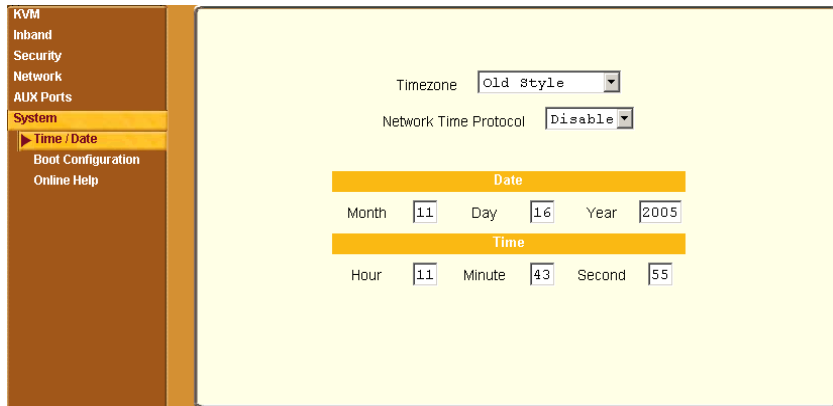 KVM
Inband
Security
Network
AUX Ports
System
Time / Date
Boot Configuration
Online Help
Timezone Old Style
Network Time Protocol Disable
Date
Month 11 Day 16 Year 2005
Time
Hour 11 Minute 43 Second 55